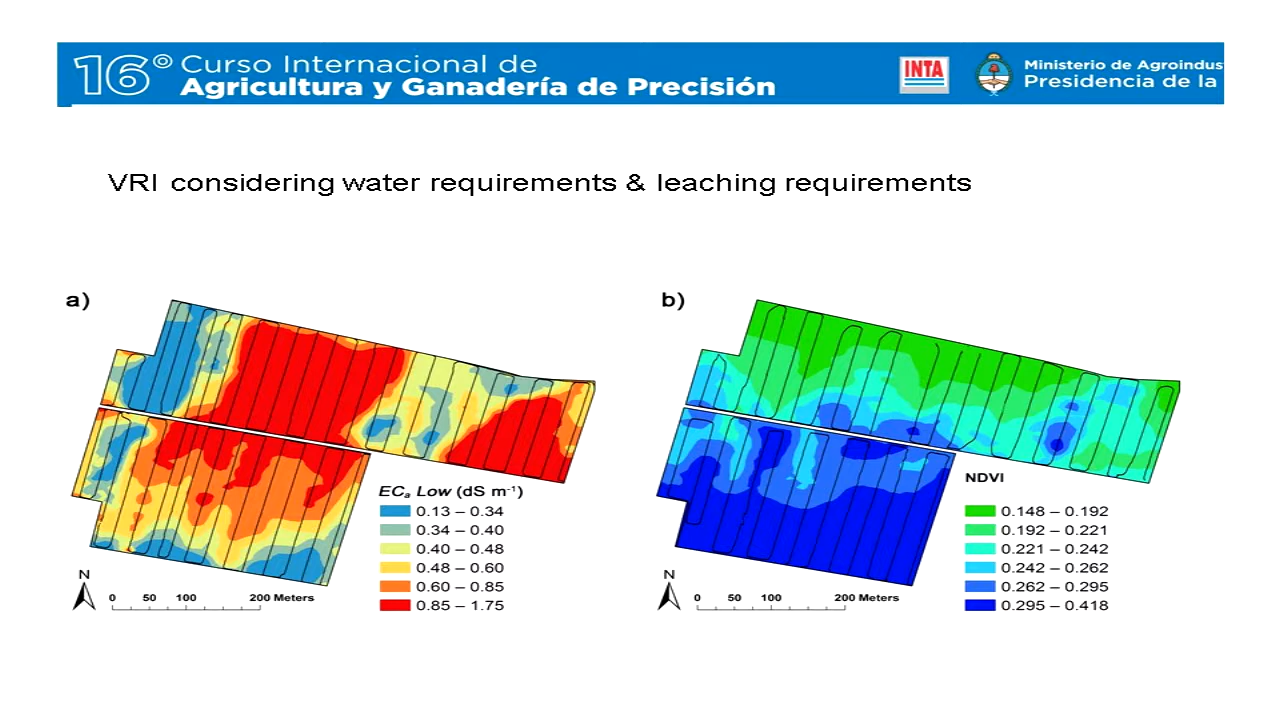 16° Curso Internacional de
Agricultura y Ganadería de Precisión
INTA
Ministerio de Agroindus
Presidencia de la
VRI considering water requirements & leaching requirements
a)
ECa Low (dS m-1)
0.13 – 0.34
0.34 – 0.40
0.40 – 0.48
0.48 – 0.60
0.60 – 0.85
0.85 – 1.75
N
0 50 100 200 Meters
b)
NDVI
0.148 – 0.192
0.192 – 0.221
0.221 – 0.242
0.242 – 0.262
0.262 – 0.295
0.295 – 0.418
N
0 50 100 200 Meters